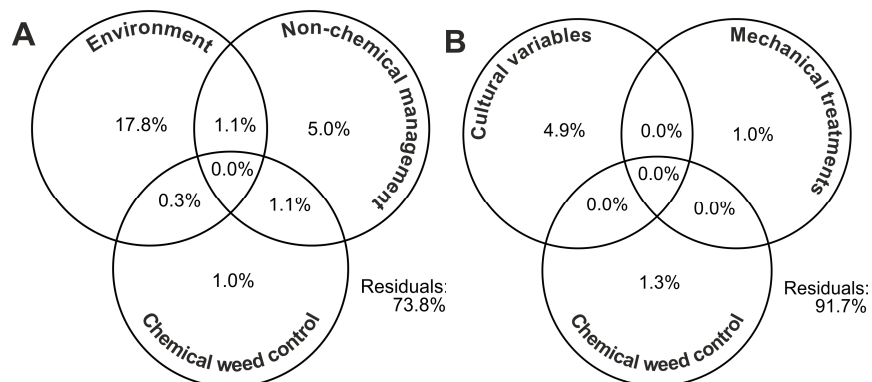 A
Environment
Non-chemical management
17.8%
1.1%
5.0%
0.0%
0.3%
1.1%
1.0%
Chemical weed control
Residuals:
73.8%
B
Cultural variables
Mechanical treatments
4.9%
0.0%
1.0%
0.0%
0.0%
0.0%
1.3%
Chemical weed control
Residuals:
91.7%